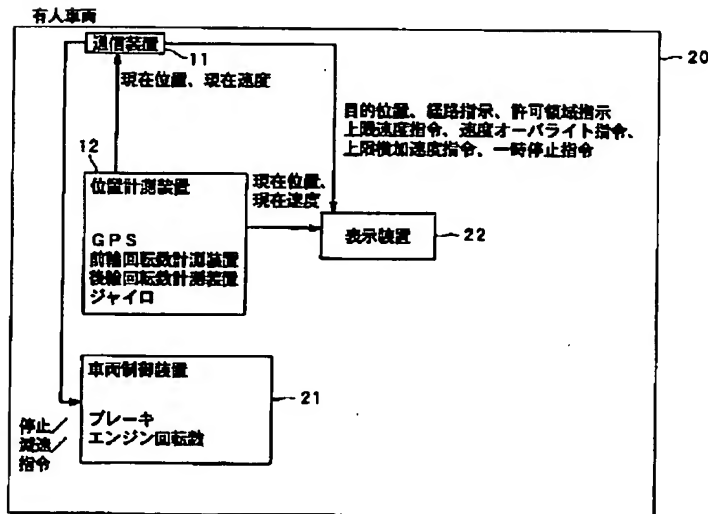 有人車両
通信装置
11
20
現在位置、現在速度
目的位置、経路指示、許可領域指示
上限速度指令、速度オーバライト指令、
上限横加速度指令、一時停止指令
12
位置計測装置
現在位置、
現在速度
GPS
前輪回転数計測装置
後輪回転数計測装置
ジャイロ
表示装置
22
車両制御装置
21
ブレーキ
エンジン回転数
停止/
減速/
指令